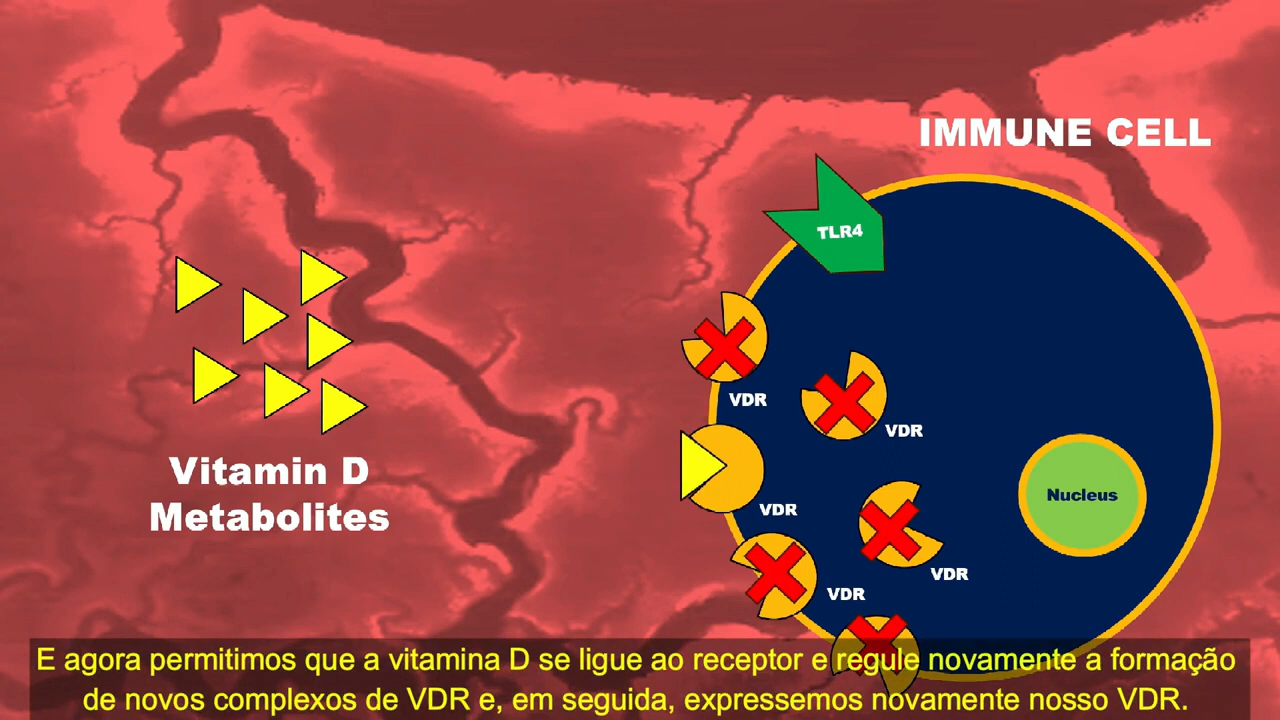 IMMUNE CELL
TLR4
VDR
VDR
Vitamin D
Metabolites
Nucleus
VDR
VDR
VDR
E agora permitimos que a vitamina D se ligue ao receptor e regule novamente a formação
de novos complexos de VDR e, em seguida, expressemos novamente nosso VDR.